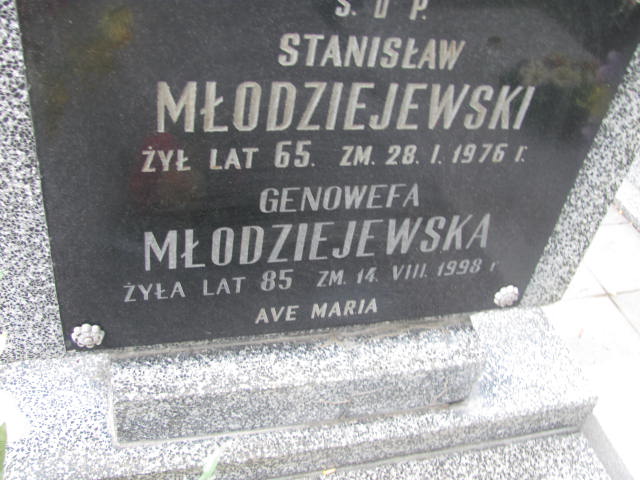 Ś. O P.
STANISŁAW
MŁODZIEJEWSKI
ŻYŁ LAT 65. ZM. 28. I. 1976 r.
GENOWEFA
MŁODZIEJEWSKA
ŻYŁA LAT 85 ZM. 14. VIII. 1998 r
AVE MARIA